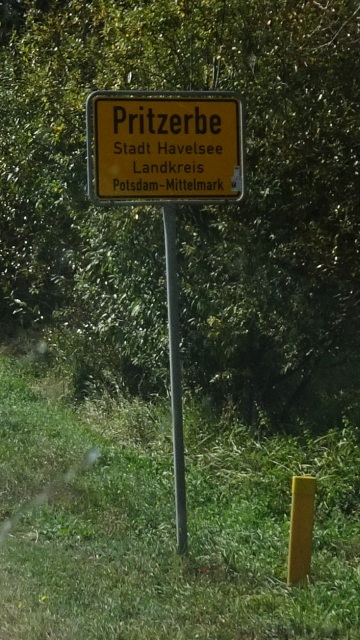 Pritzerbe
Stadt Havelsee
Landkreis
Potsdam-Mittelmark